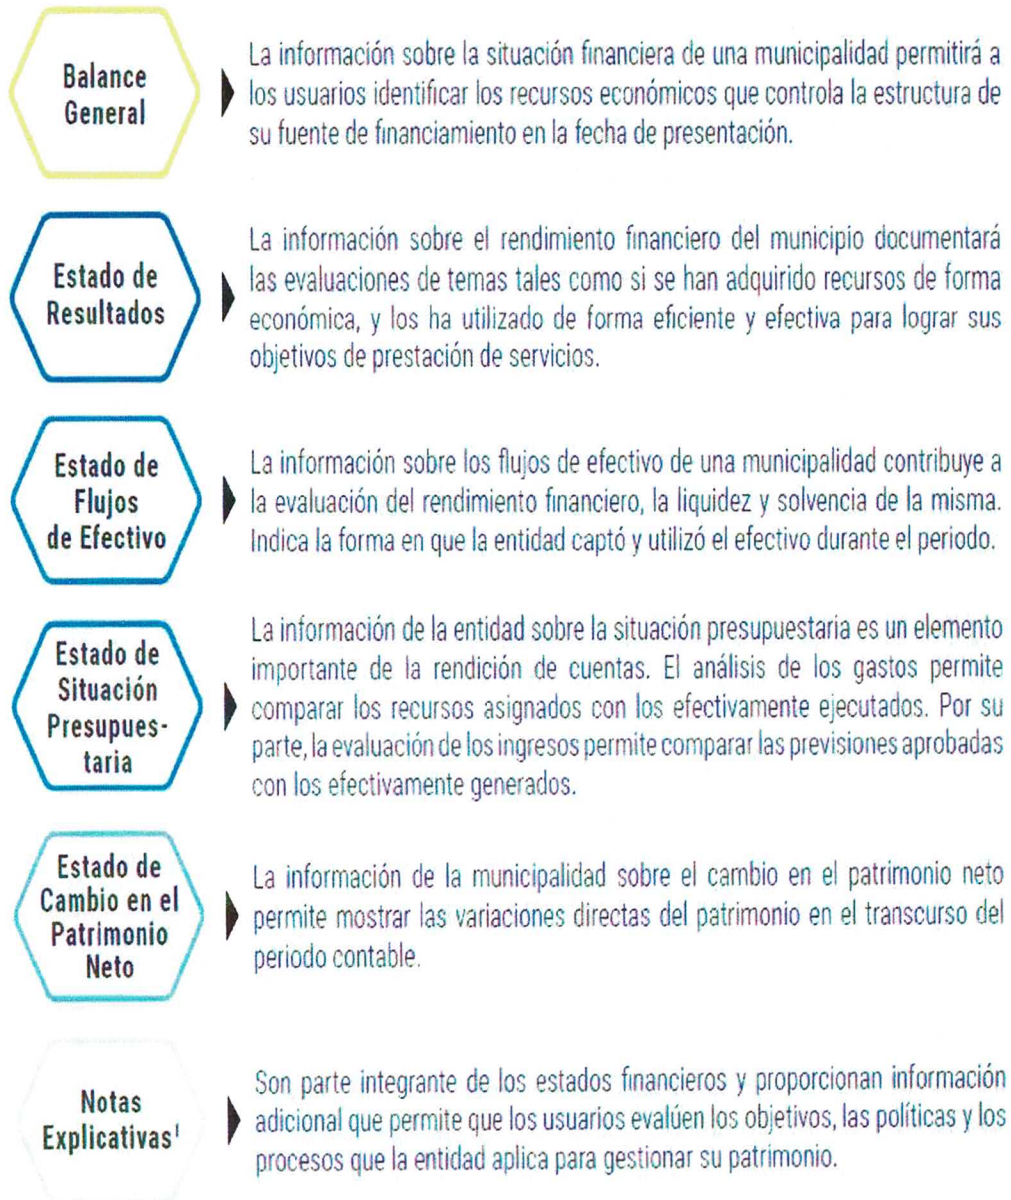 Balance
General
La información sobre la situación financiera de una municipalidad permitirá a
los usuarios identificar los recursos económicos que controla la estructura de
su fuente de financiamiento en la fecha de presentación.
Estado de
Resultados
La información sobre el rendimiento financiero del municipio documentará
las evaluaciones de temas tales como si se han adquirido recursos de forma
económica, y los ha utilizado de forma eficiente y efectiva para lograr sus
objetivos de prestación de servicios.
Estado de
Flujos
de Efectivo
La información sobre los flujos de efectivo de una municipalidad contribuye a
la evaluación del rendimiento financiero, la liquidez y solvencia de la misma.
Indica la forma en que la entidad captó y utilizó el efectivo durante el periodo.
Estado de
Situación
Presupues-
taria
La información de la entidad sobre la situación presupuestaria es un elemento
importante de la rendición de cuentas. El análisis de los gastos permite
comparar los recursos asignados con los efectivamente ejecutados. Por su
parte, la evaluación de los ingresos permite comparar las previsiones aprobadas
con los efectivamente generados.
Estado de
Cambio en el
Patrimonio
Neto
La información de la municipalidad sobre el cambio en el patrimonio neto
permite mostrar las variaciones directas del patrimonio en el transcurso del
periodo contable.
Notas
Explicativas¹
Son parte integrante de los estados financieros y proporcionan información
adicional que permite que los usuarios evalúen los objetivos, las políticas y los
procesos que la entidad aplica para gestionar su patrimonio.